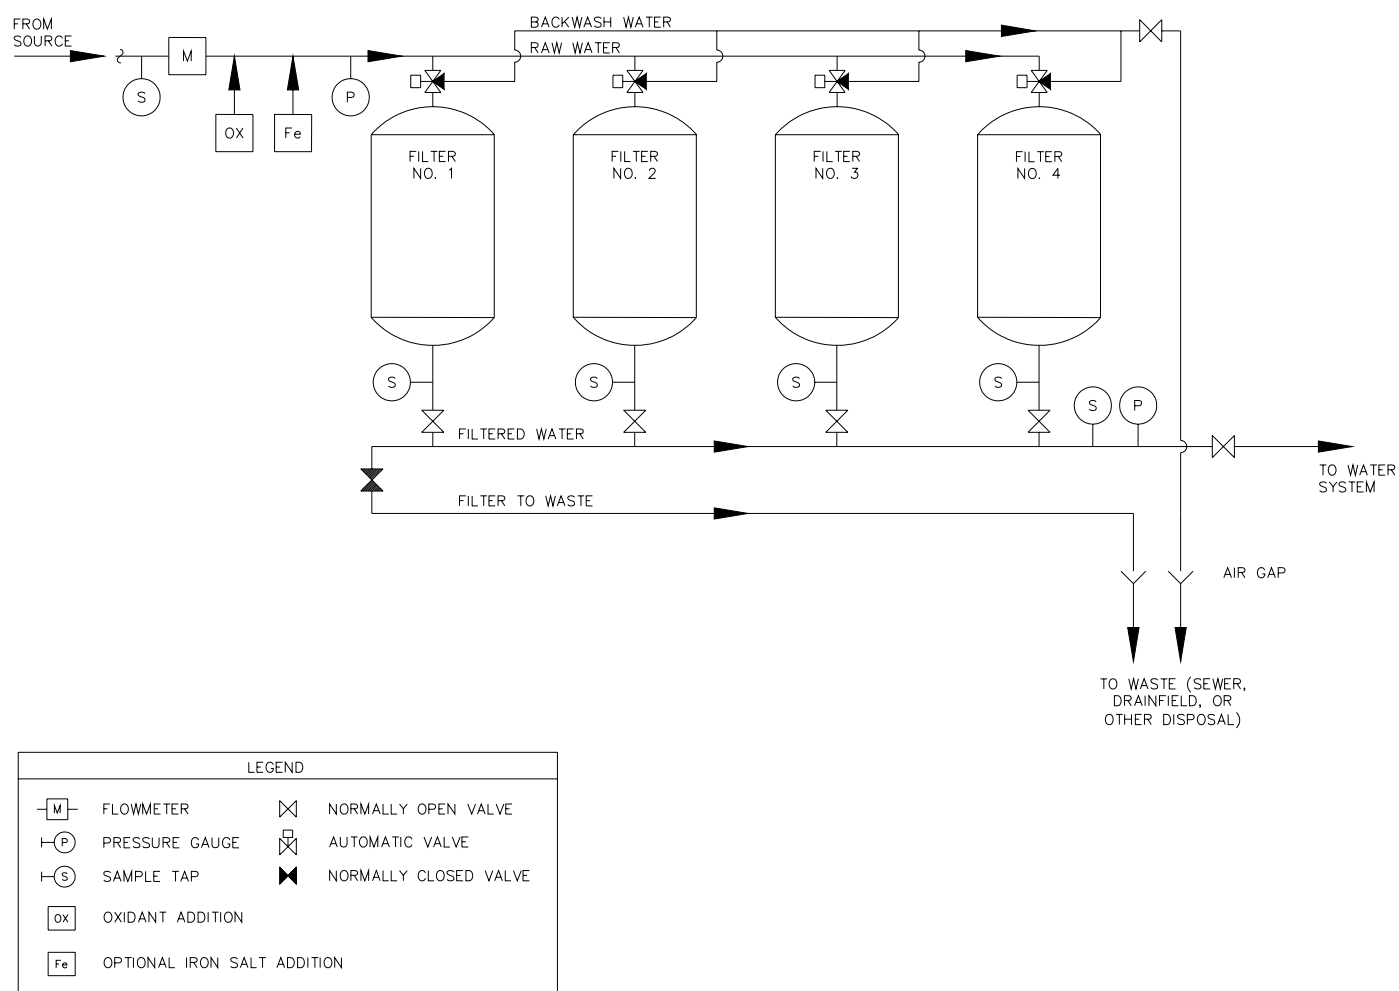 FROM
SOURCE
BACKWASH WATER
RAW WATER
M
S
P
OX
Fe
FILTER
NO. 1
FILTER
NO. 2
FILTER
NO. 3
FILTER
NO. 4
S
S
S
S
S
P
FILTERED WATER
TO WATER
SYSTEM
FILTER TO WASTE
AIR GAP
TO WASTE (SEWER,
DRAINFIELD, OR
OTHER DISPOSAL)
LEGEND
M FLOWMETER
P PRESSURE GAUGE
S SAMPLE TAP
OX OXIDANT ADDITION
Fe OPTIONAL IRON SALT ADDITION
NORMALLY OPEN VALVE
AUTOMATIC VALVE
NORMALLY CLOSED VALVE